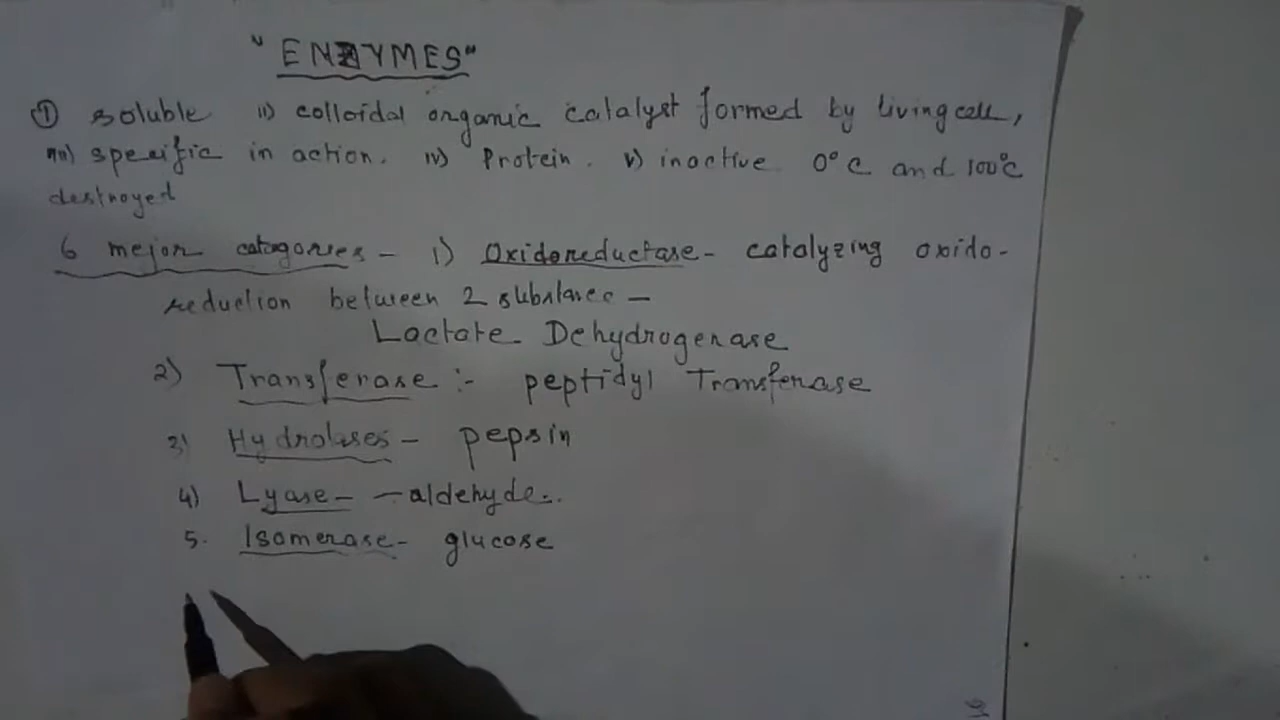 "ENZYMES"
① soluble ii) colloidal organic catalyst formed by living cell,
iii) specific in action. iv) Protein. v) inactive 0°C and 100°C
destroyed
6 mejor catagories - 1) Oxidoreductase - catalyzing oxido-
reduction between 2 substance -
Lactate Dehydrogenase
2) Transferase :- peptidyl Transferase
3) Hydrolases - pepsin
4) Lyase - - aldehyde..
5. Isomerase - glucose